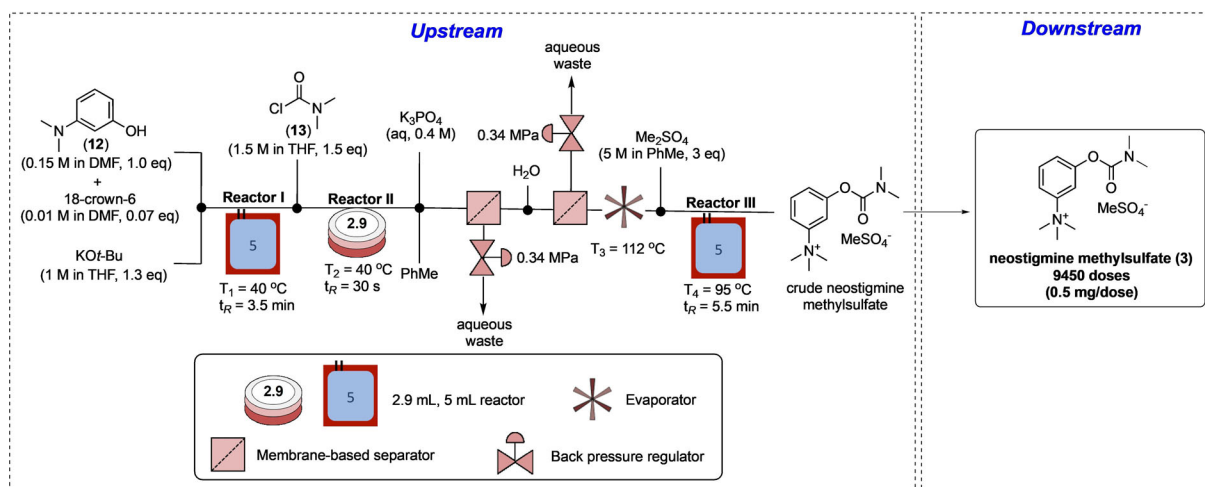 Upstream
Downstream
N
OH
(12)
(0.15 M in DMF, 1.0 eq)
+
18-crown-6
(0.01 M in DMF, 0.07 eq)
KOt-Bu
(1 M in THF, 1.3 eq)
Reactor I
5
T₁ = 40 ºC
tR = 3.5 min
O
Cl
N
(13)
(1.5 M in THF, 1.5 eq)
Reactor II
2.9
T₂ = 40 ºC
tR = 30 s
K₃PO₄
(aq, 0.4 M)
PhMe
0.34 MPa
aqueous
waste
H₂O
aqueous
waste
0.34 MPa
T₃ = 112 ºC
Me₂SO₄
(5 M in PhMe, 3 eq)
Reactor III
5
T₄ = 95 ºC
tR = 5.5 min
O
N
O
N⁺
MeSO₄⁻
crude neostigmine
methylsulfate
O
N
O
N⁺
MeSO₄⁻
neostigmine methylsulfate (3)
9450 doses
(0.5 mg/dose)
2.9
5
2.9 mL, 5 mL reactor
Evaporator
Membrane-based separator
Back pressure regulator